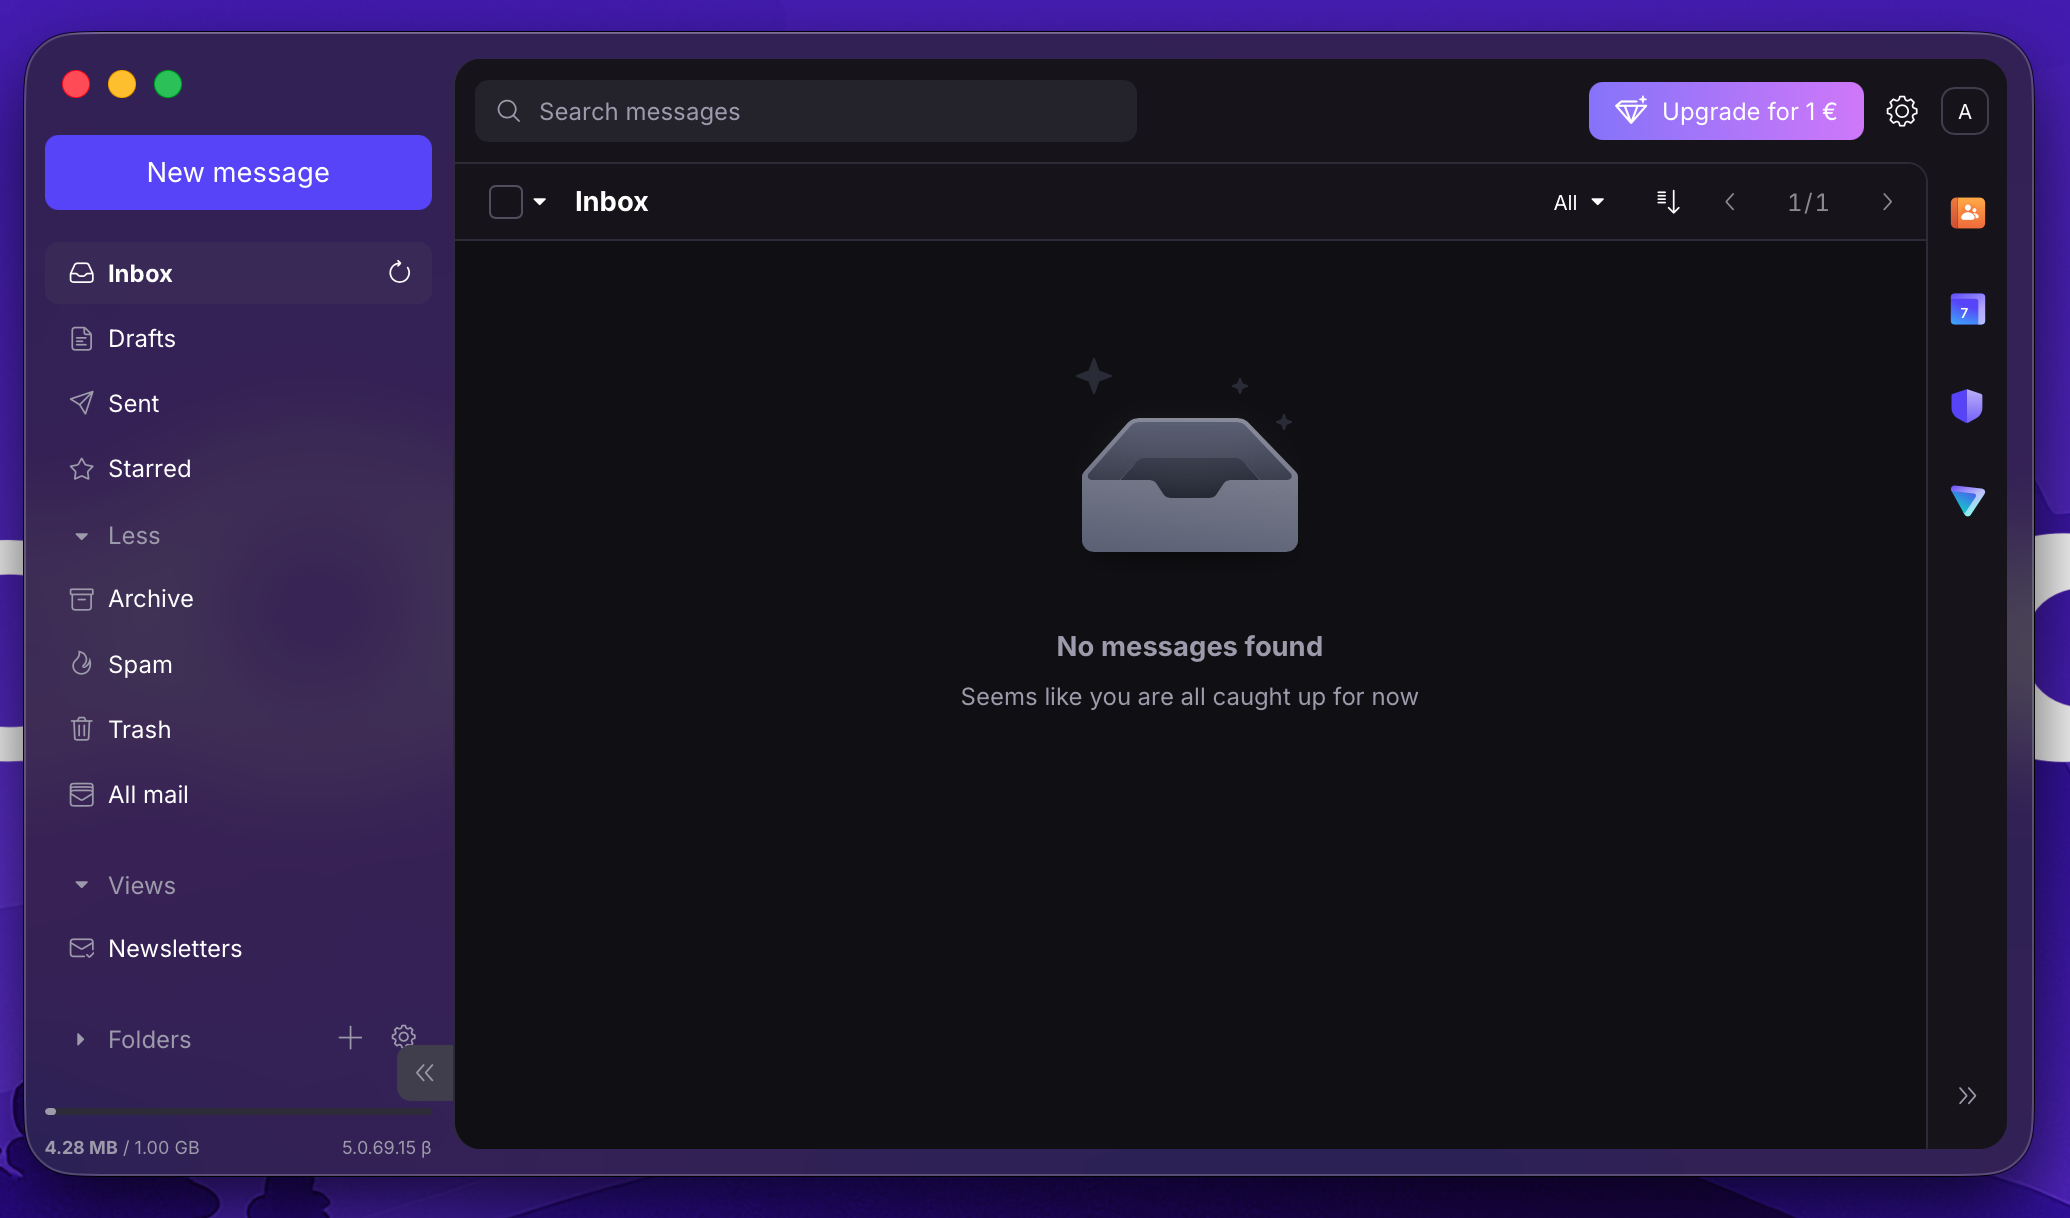 Search messages
Upgrade for 1 €
A
New message
Inbox
All
1/1
Inbox
Drafts
Sent
Starred
Less
Archive
Spam
Trash
All mail
Views
Newsletters
Folders
4.28 MB / 1.00 GB
5.0.69.15 β
No messages found
Seems like you are all caught up for now
7